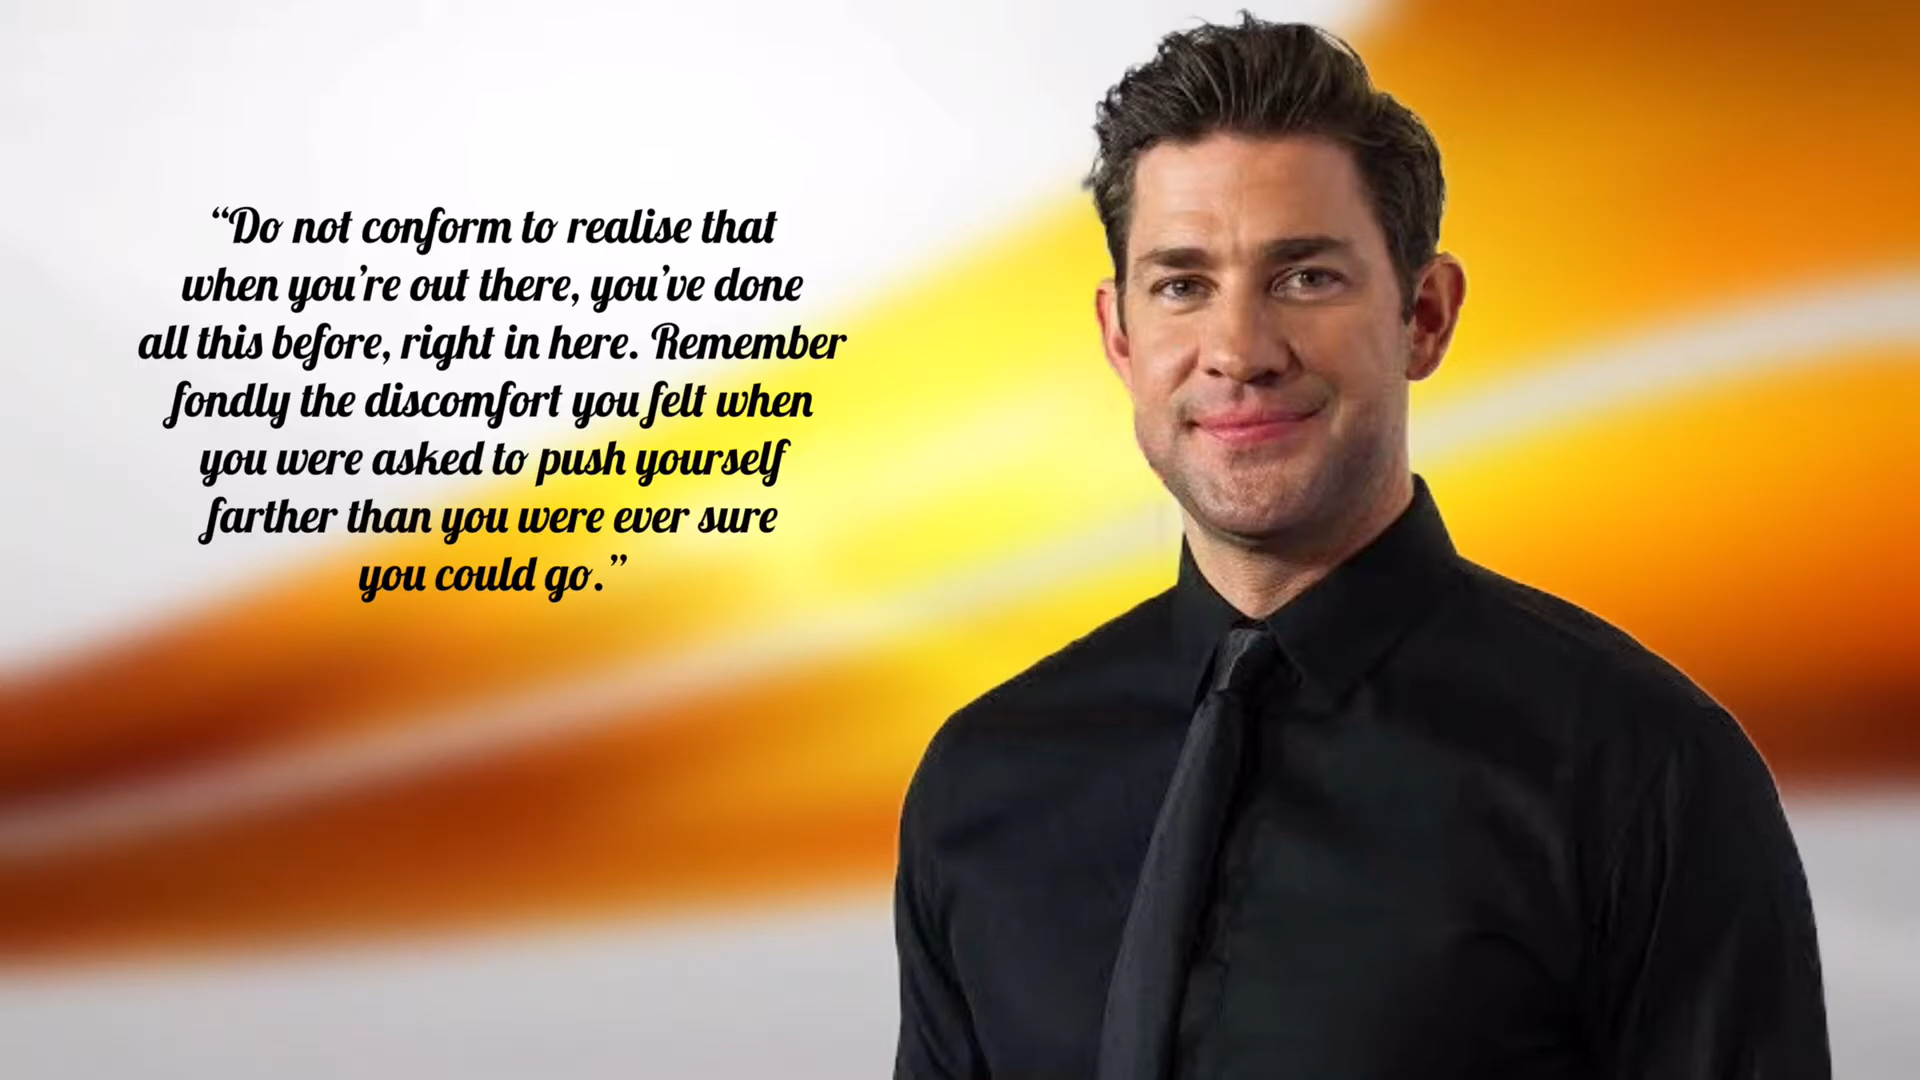 “Do not conform to realise that
when you’re out there, you’ve done
all this before, right in here. Remember
fondly the discomfort you felt when
you were asked to push yourself
farther than you were ever sure
you could go.”